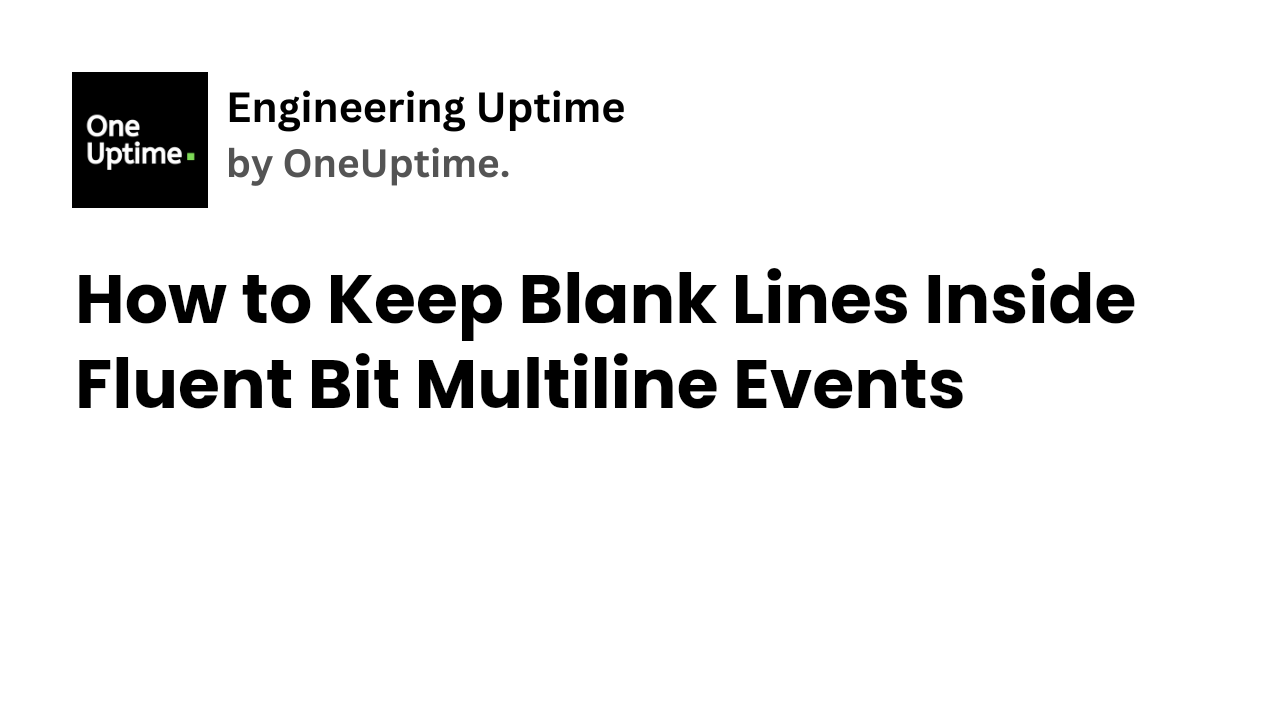 One
Uptime.
Engineering Uptime
by OneUptime.
How to Keep Blank Lines Inside
Fluent Bit Multiline Events